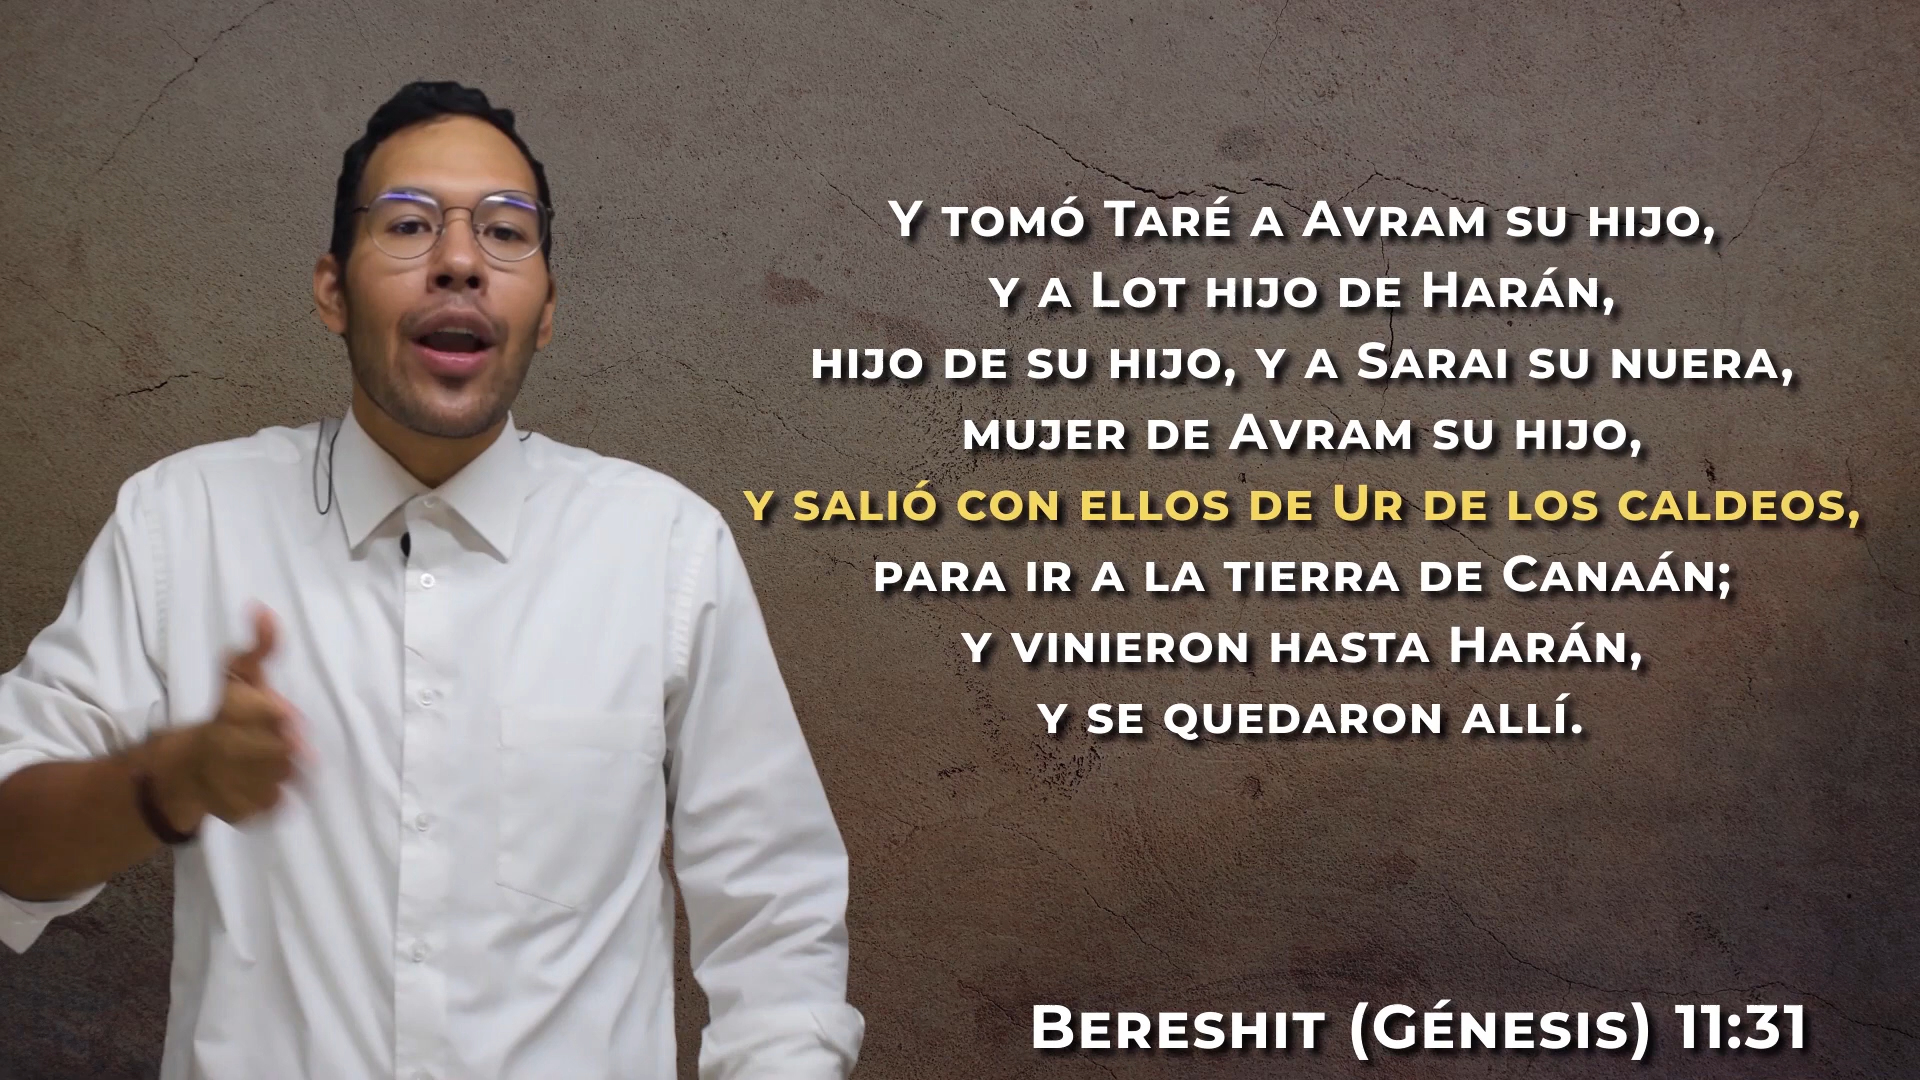 Y tomó Taré a Avram su hijo,
y a Lot hijo de Harán,
hijo de su hijo, y a Sarai su nuera,
mujer de Avram su hijo,
y salió con ellos de Ur de los caldeos,
para ir a la tierra de Canaán;
y vinieron hasta Harán,
y se quedaron allí.
Bereshit (Génesis) 11:31